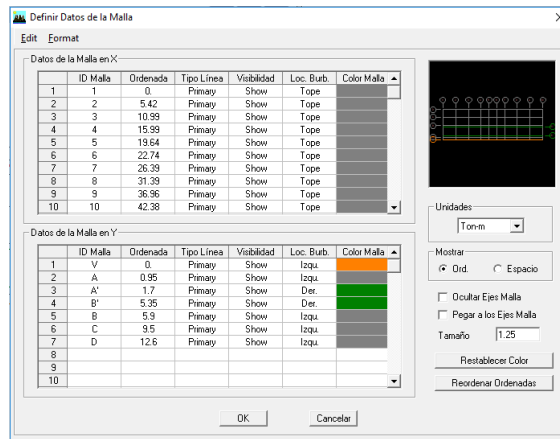 Definir Datos de la Malla
Edit Format
Datos de la Malla en X
ID Malla Ordenada Tipo Línea Visibilidad Loc. Burb. Color Malla
1 1 0. Primary Show Tope
2 2 5.42 Primary Show Tope
3 3 10.99 Primary Show Tope
4 4 15.99 Primary Show Tope
5 5 19.64 Primary Show Tope
6 6 22.74 Primary Show Tope
7 7 26.39 Primary Show Tope
8 8 31.39 Primary Show Tope
9 9 36.96 Primary Show Tope
10 10 42.38 Primary Show Tope
Datos de la Malla en Y
ID Malla Ordenada Tipo Línea Visibilidad Loc. Burb. Color Malla
1 V 0. Primary Show Izqu.
2 A 0.95 Primary Show Izqu.
3 A' 1.7 Primary Show Der.
4 B' 5.35 Primary Show Der.
5 B 5.9 Primary Show Izqu.
6 C 9.5 Primary Show Izqu.
7 D 12.6 Primary Show Izqu.
8
9
10
Unidades
Ton-m
Mostrar
Ord. Espacio
Ocultar Ejes Malla
Pegar a los Ejes Malla
Tamaño 1.25
Restablecer Color
Reordenar Ordenadas
OK Cancelar